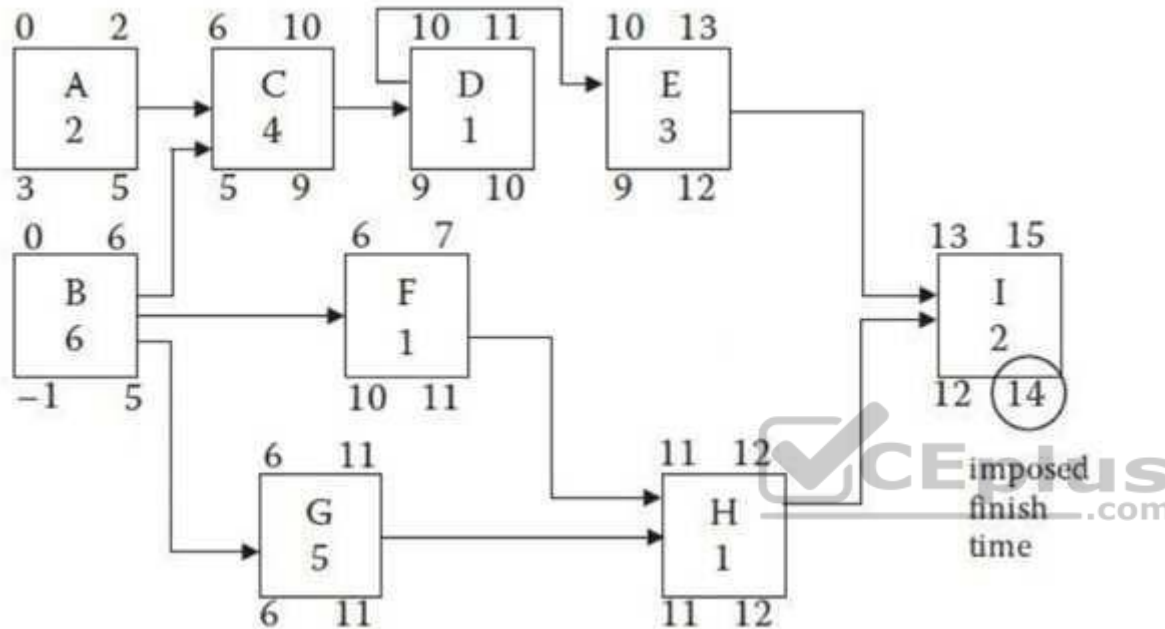 0 2 6 10 10 11 10 13
A C D E
2 4 1 3
3 5 5 9 9 10 9 12
0 6 6 7 13 15
B F I
6 1 2
-1 5 10 11 12 14
6 11 11 12
G H
5 1
6 11 11 12
imposed
finish
time
CEplus
.com